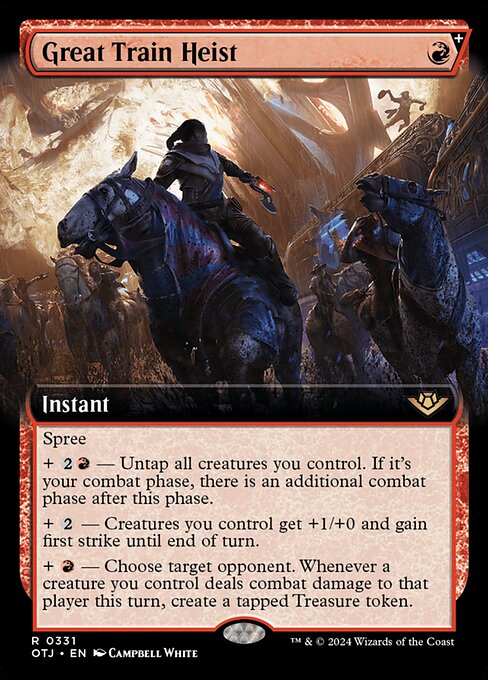 Great Train Heist
Instant
Spree
+ 2 R — Untap all creatures you control. If it's
your combat phase, there is an additional combat
phase after this phase.
+ 2 — Creatures you control get +1/+0 and gain
first strike until end of turn.
+ R — Choose target opponent. Whenever a
creature you control deals combat damage to that
player this turn, create a tapped Treasure token.
R 0331
OTJ • EN CAMPBELL WHITE
™ & © 2024 Wizards of the Coast